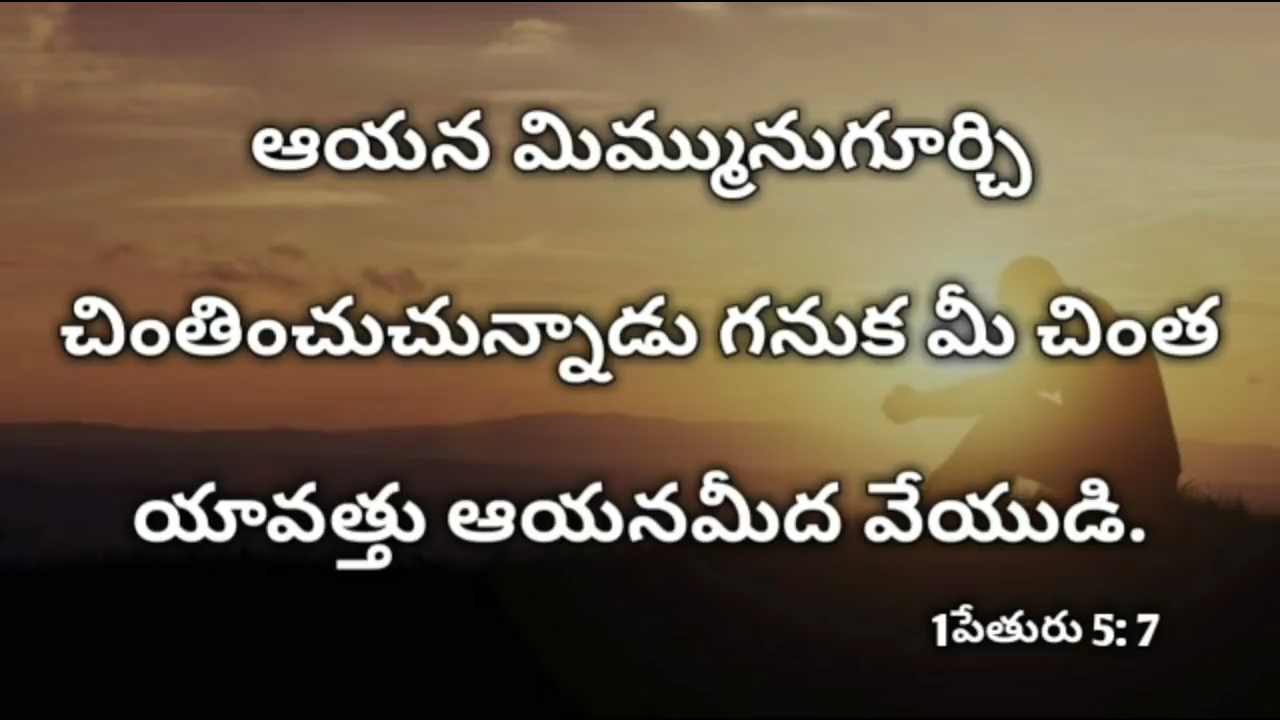 ఆయన మిమ్మునుగూర్చి
చింతించుచున్నాడు గనుక మీ చింత
యావత్తు ఆయనమీద వేయుడి.
1పేతురు 5: 7